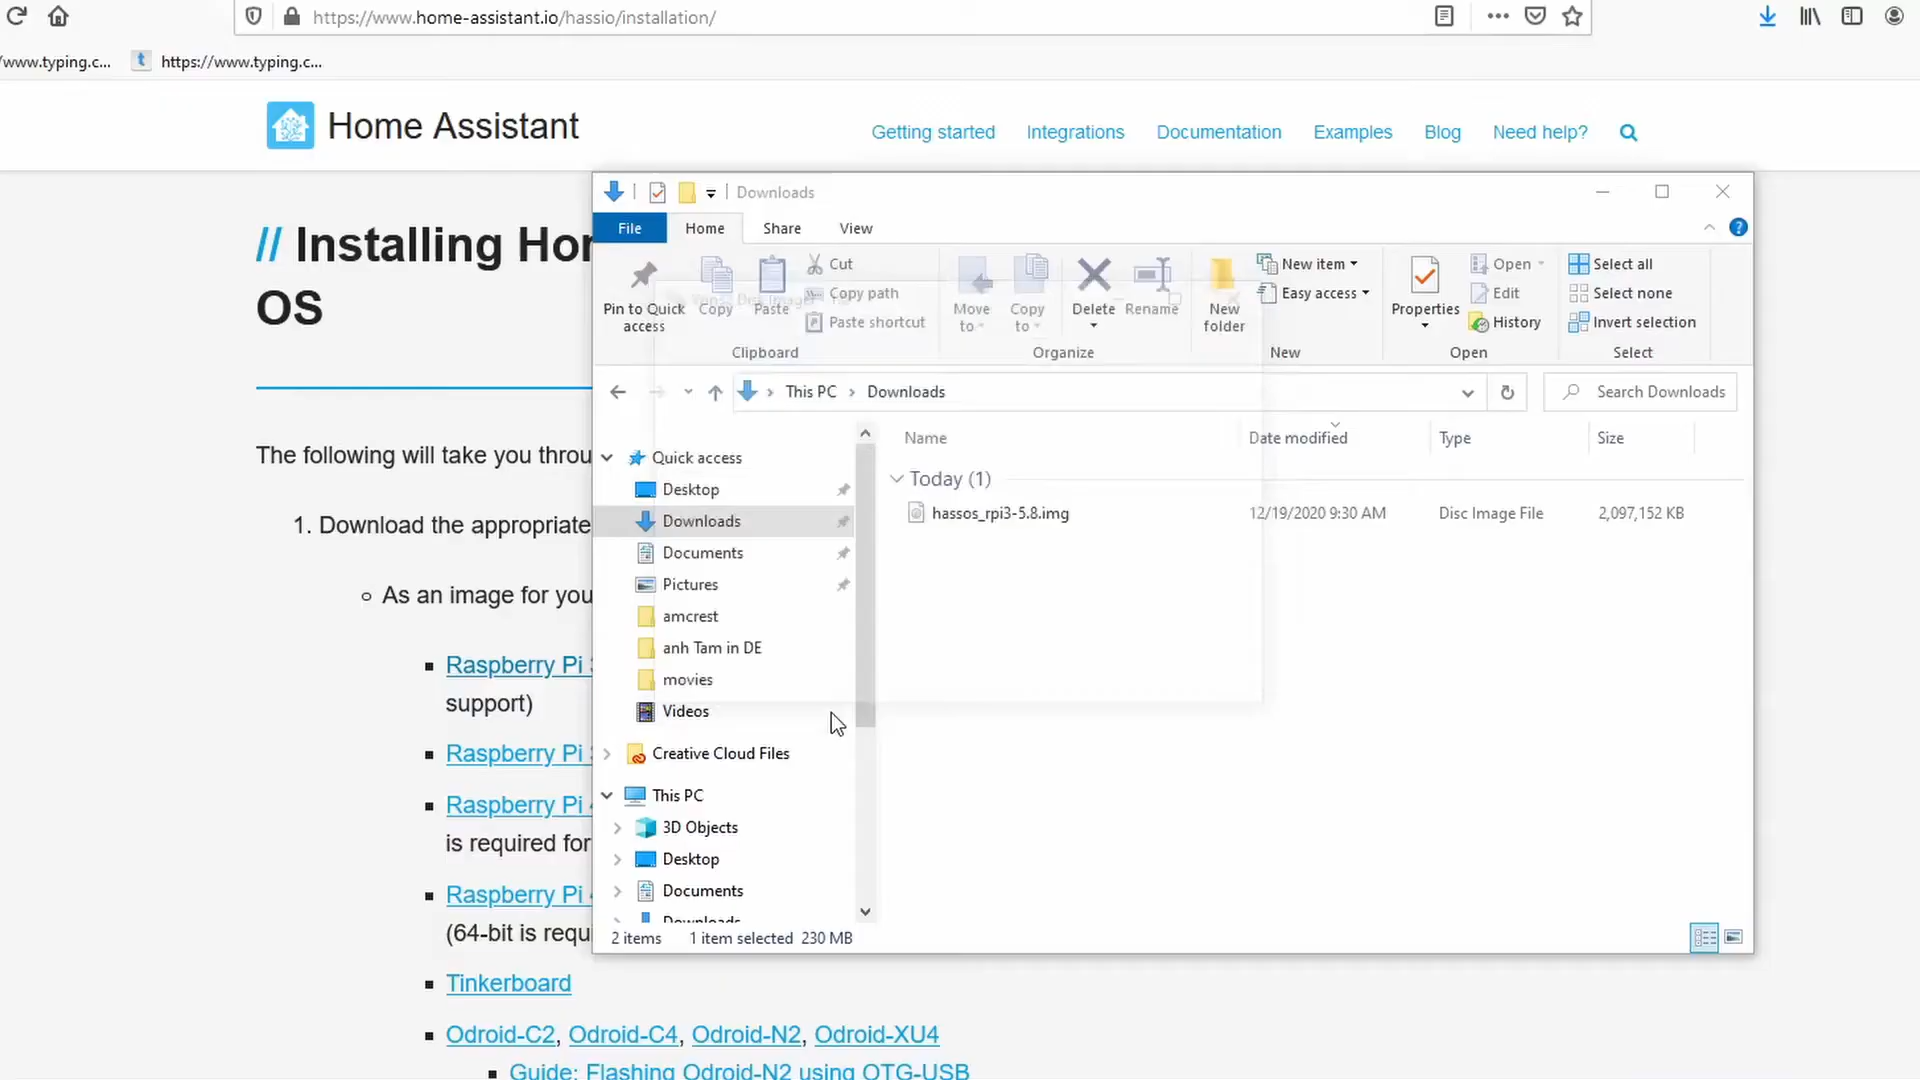 https://www.home-assistant.io/hassio/installation/
/www.typing.c...
t https://www.typing.c...
Home Assistant
Getting started Integrations Documentation Examples Blog Need help?
Downloads
File Home Share View
// Installing Hor
OS
Pin to Quick access
Copy
Paste
Cut
Copy path
Paste shortcut
Clipboard
Move to
Copy to
Delete
Rename
Organize
New folder
New item
Easy access
New
Properties
Open
Edit
History
Open
Select all
Select none
Invert selection
Select
This PC > Downloads
Search Downloads
Name Date modified Type Size
Today (1)
hassos_rpi3-5.8.img 12/19/2020 9:30 AM Disc Image File 2,097,152 KB
Quick access
Desktop
Downloads
Documents
Pictures
amcrest
anh Tam in DE
movies
Videos
Creative Cloud Files
This PC
3D Objects
Desktop
Documents
Downloads
2 items 1 item selected 230 MB
The following will take you throu
1. Download the appropriate
As an image for you
Raspberry Pi 3
support)
Raspberry Pi 3
Raspberry Pi 4
is required for
Raspberry Pi 4
(64-bit is requ
Tinkerboard
Odroid-C2, Odroid-C4, Odroid-N2, Odroid-XU4
Guide: Flashing Odroid-N2 using OTG-USB